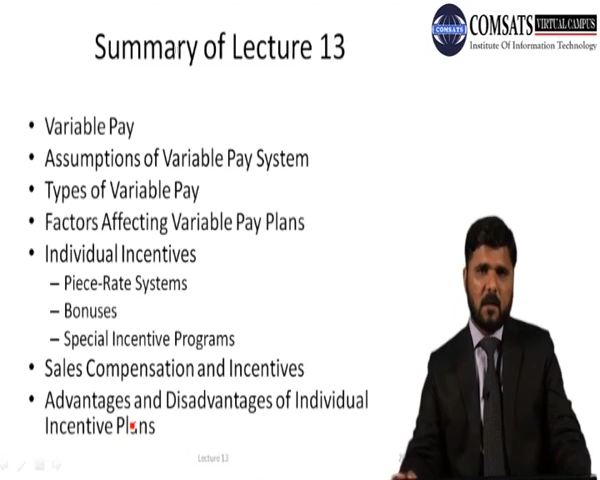 COMSATS VIRTUAL CAMPUS
COMSATS
Institute Of Information Technology
Summary of Lecture 13
• Variable Pay
• Assumptions of Variable Pay System
• Types of Variable Pay
• Factors Affecting Variable Pay Plans
• Individual Incentives
– Piece-Rate Systems
– Bonuses
– Special Incentive Programs
• Sales Compensation and Incentives
• Advantages and Disadvantages of Individual
Incentive Plans
Lecture 13